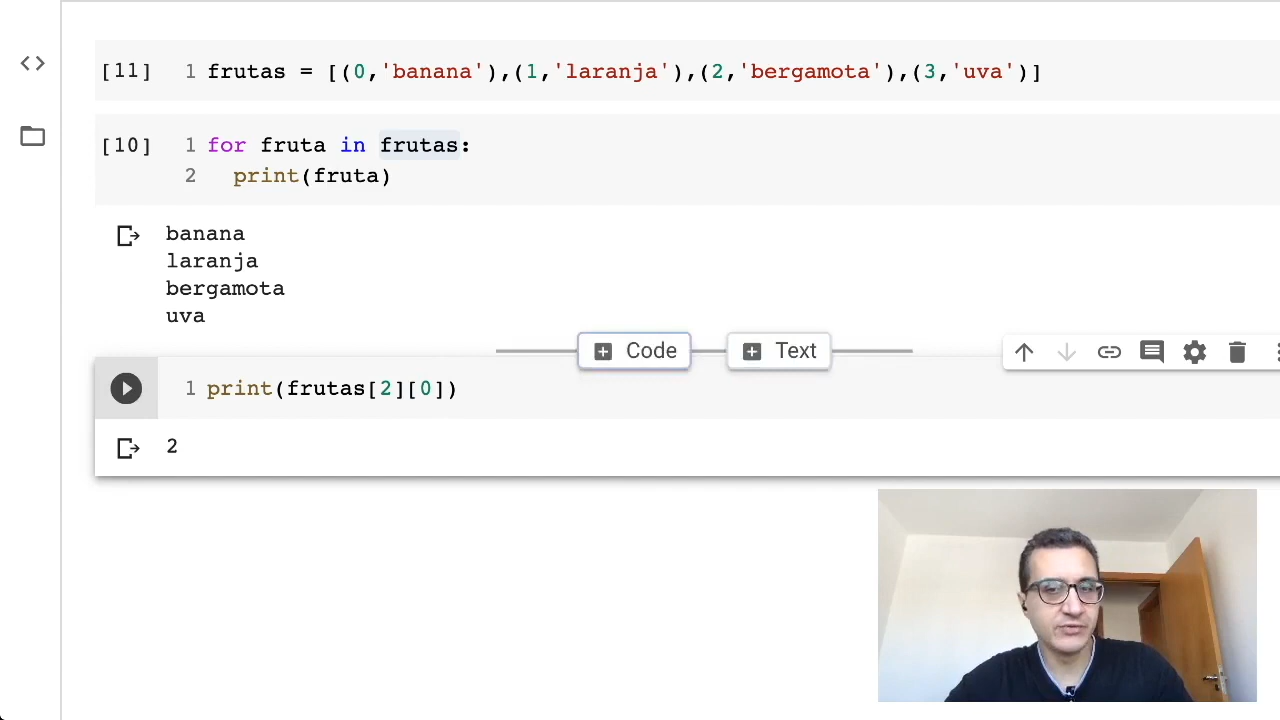 [11] 1 frutas = [(0,'banana'),(1,'laranja'),(2,'bergamota'),(3,'uva')]
[10] 1 for fruta in frutas:
2 print(fruta)
banana
laranja
bergamota
uva
Code Text
1 print(frutas[2][0])
2